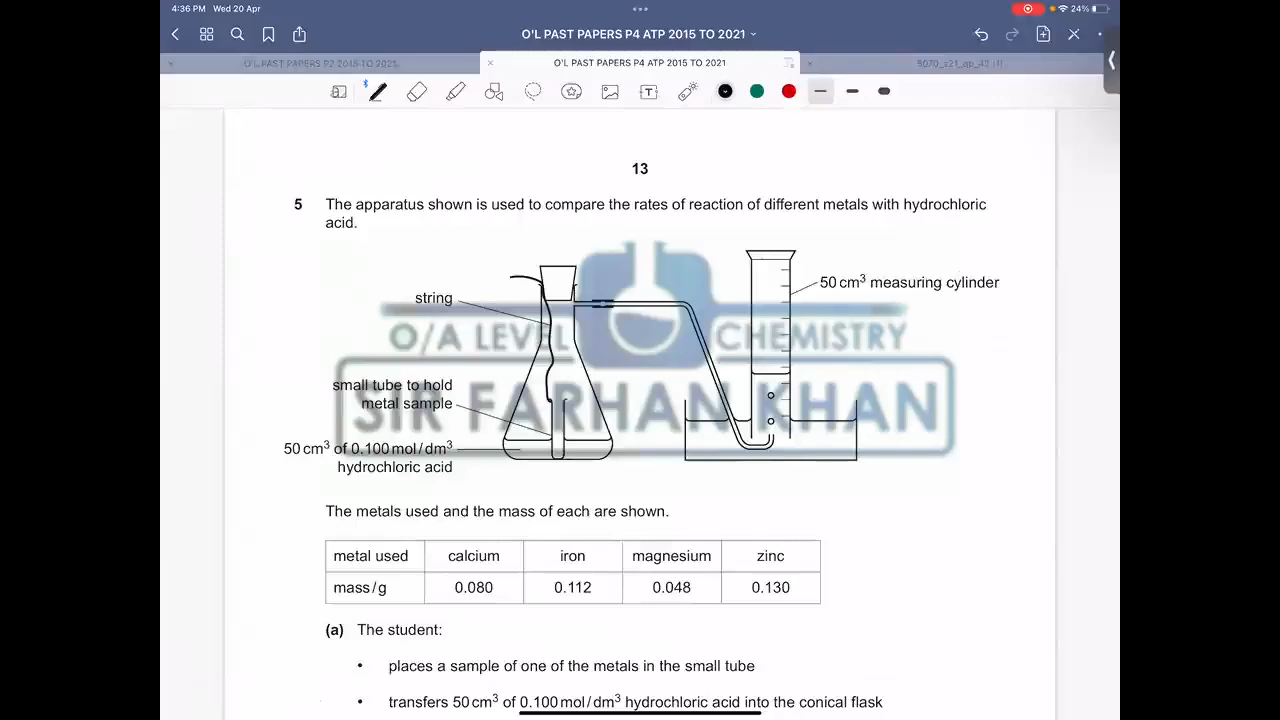 4:36 PM Wed 20 Apr
24%
O'L PAST PAPERS P4 ATP 2015 TO 2021
O'L PAST PAPERS P2 2015 TO 2021
O'L PAST PAPERS P4 ATP 2015 TO 2021
13
5 The apparatus shown is used to compare the rates of reaction of different metals with hydrochloric
acid.
50 cm³ measuring cylinder
string
O/A LEVEL CHEMISTRY
SIR FARHAN KHAN
small tube to hold
metal sample
50 cm³ of 0.100 mol/dm³
hydrochloric acid
The metals used and the mass of each are shown.
metal used calcium iron magnesium zinc
mass/g 0.080 0.112 0.048 0.130
(a) The student:
• places a sample of one of the metals in the small tube
• transfers 50 cm³ of 0.100 mol/dm³ hydrochloric acid into the conical flask